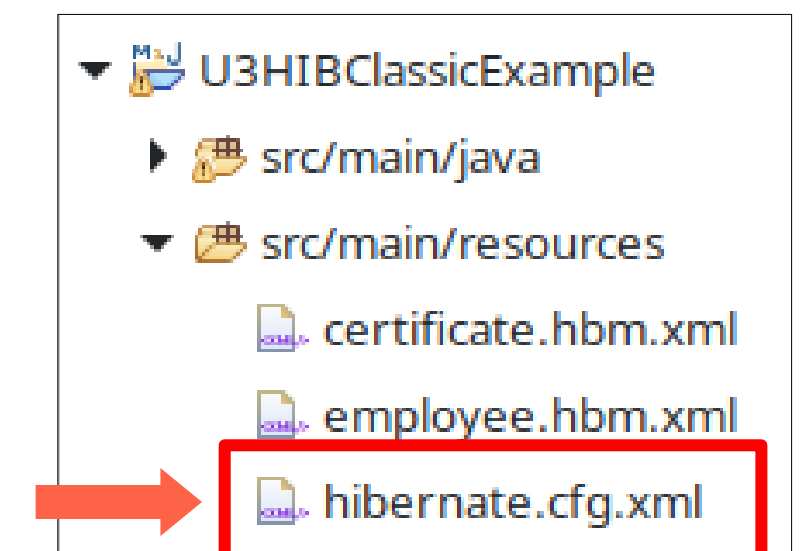 U3HIBClassicExample
src/main/java
src/main/resources
certificate.hbm.xml
employee.hbm.xml
hibernate.cfg.xml